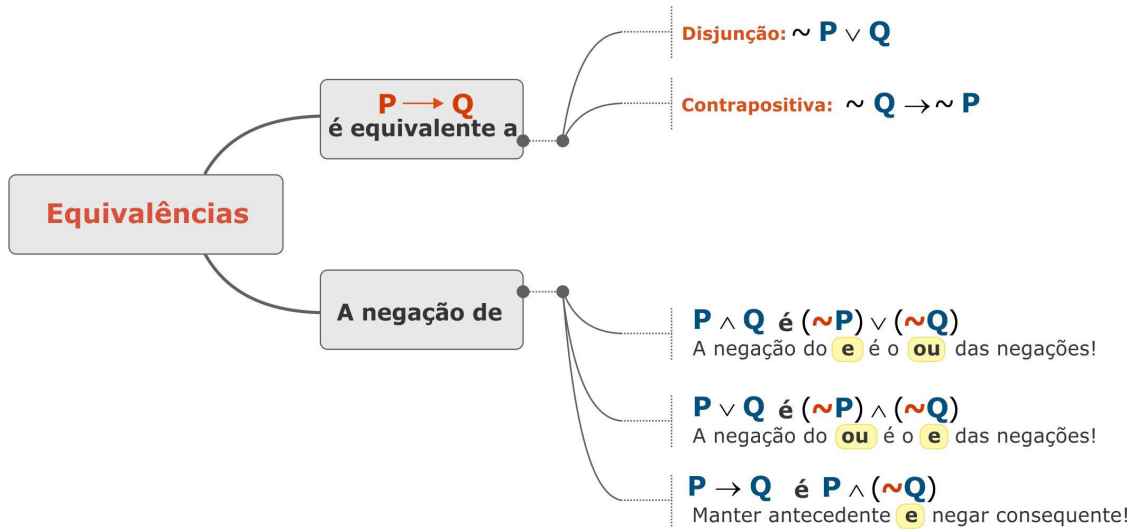 Equivalências
P → Q
é equivalente a
Disjunção: ~ P ∨ Q
Contrapositiva: ~ Q → ~ P
A negação de
P ∧ Q é (~P) ∨ (~Q)
A negação do e é o ou das negações!
P ∨ Q é (~P) ∧ (~Q)
A negação do ou é o e das negações!
P → Q é P ∧ (~Q)
Manter antecedente e negar consequente!